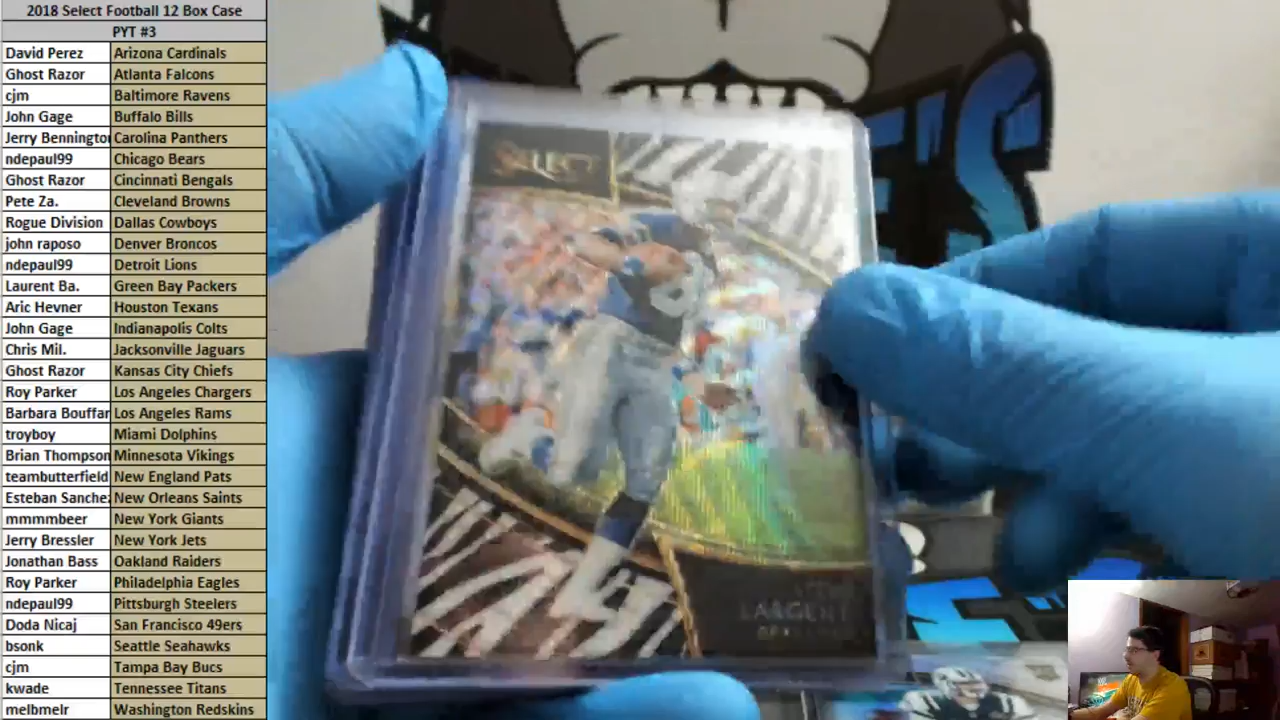 2018 Select Football 12 Box Case
PYT #3
David Perez Arizona Cardinals
Ghost Razor Atlanta Falcons
cjm Baltimore Ravens
John Gage Buffalo Bills
Jerry Benningto Carolina Panthers
ndepaul99 Chicago Bears
Ghost Razor Cincinnati Bengals
Pete Za. Cleveland Browns
Rogue Division Dallas Cowboys
john raposo Denver Broncos
ndepaul99 Detroit Lions
Laurent Ba. Green Bay Packers
Aric Hevner Houston Texans
John Gage Indianapolis Colts
Chris Mil. Jacksonville Jaguars
Ghost Razor Kansas City Chiefs
Roy Parker Los Angeles Chargers
Barbara Bouffar Los Angeles Rams
troyboy Miami Dolphins
Brian Thompson Minnesota Vikings
teambutterfield New England Pats
Esteban Sanche New Orleans Saints
mmmmbeer New York Giants
Jerry Bressler New York Jets
Jonathan Bass Oakland Raiders
Roy Parker Philadelphia Eagles
ndepaul99 Pittsburgh Steelers
Doda Nicaj San Francisco 49ers
bsonk Seattle Seahawks
cjm Tampa Bay Bucs
kwade Tennessee Titans
melbmelr Washington Redskins
SELECT
LARGENT